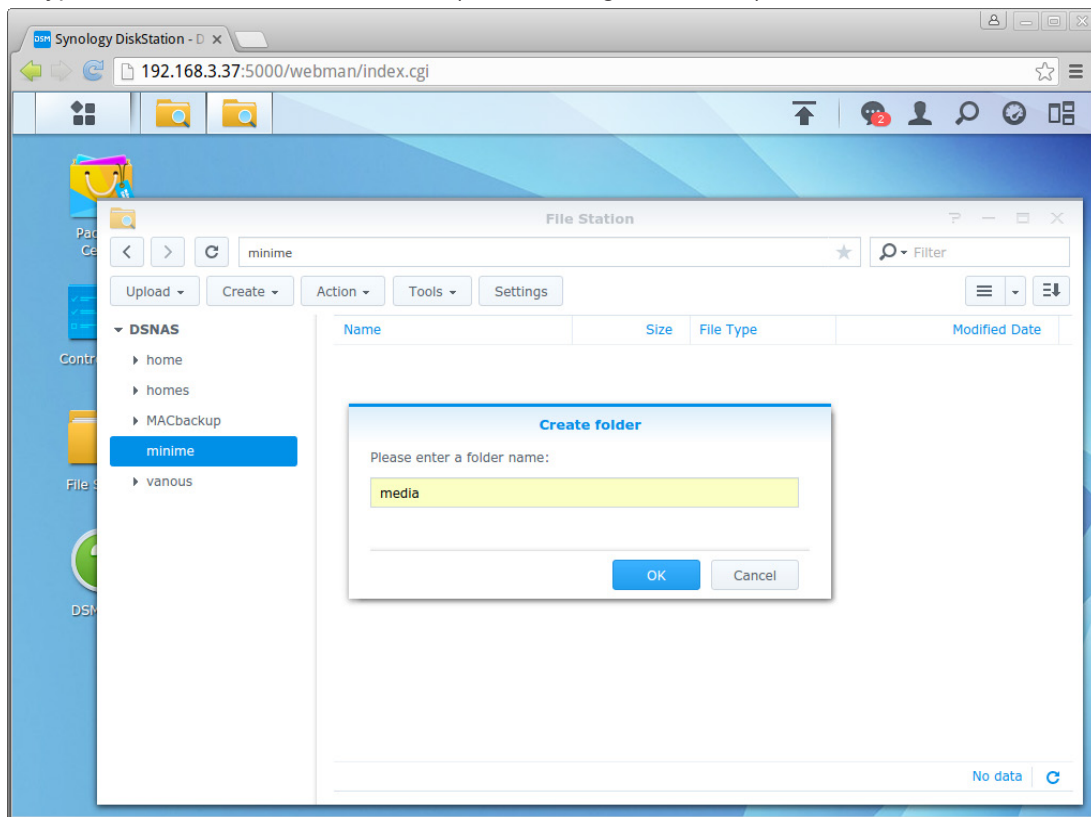 Synology DiskStation - D
192.168.3.37:5000/webman/index.cgi
2
File Station
minime
Filter
Upload
Create
Action
Tools
Settings
DSNAS
home
homes
MACbackup
minime
vanous
Name
Size
File Type
Modified Date
Create folder
Please enter a folder name:
media
OK
Cancel
No data
DSM